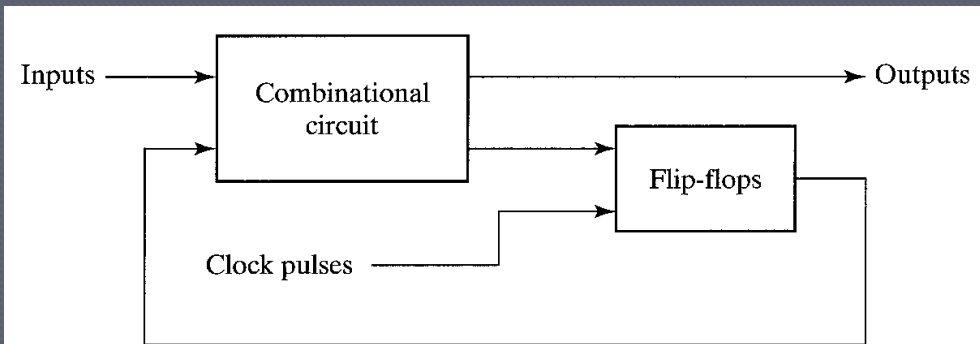 Inputs
Combinational
circuit
Outputs
Flip-flops
Clock pulses